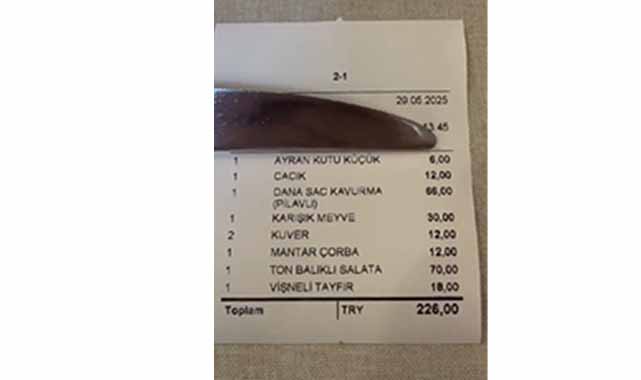 2-1
29.05.2025
13:45
1 AYRAN KUTU KÜÇÜK 6,00
1 CACIK 12,00
1 DANA SAC KAVURMA 66,00
(PİLAVLI)
1 KARIŞIK MEYVE 30,00
2 KUVER 12,00
1 MANTAR ÇORBA 12,00
1 TON BALIKLI SALATA 70,00
1 VİŞNELİ TAYFIR 18,00
Toplam TRY 226,00